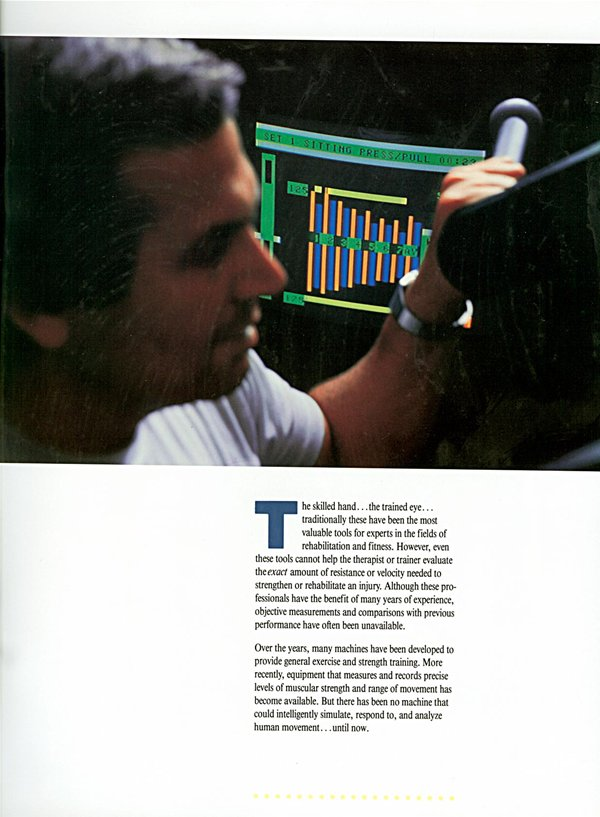 SET 1 SITTING PRESS/PULL 00:23
125
1 2 3 4 5 6 7
125
The skilled hand...the trained eye...
traditionally these have been the most
valuable tools for experts in the fields of
rehabilitation and fitness. However, even
these tools cannot help the therapist or trainer evaluate
the exact amount of resistance or velocity needed to
strengthen or rehabilitate an injury. Although these pro-
fessionals have the benefit of many years of experience,
objective measurements and comparisons with previous
performance have often been unavailable.
Over the years, many machines have been developed to
provide general exercise and strength training. More
recently, equipment that measures and records precise
levels of muscular strength and range of movement has
become available. But there has been no machine that
could intelligently simulate, respond to, and analyze
human movement...until now.